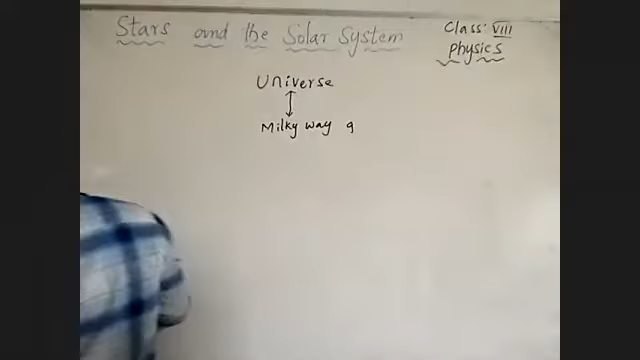 Stars and the Solar System
Class: VIII
Physics
Universe
Milky way g